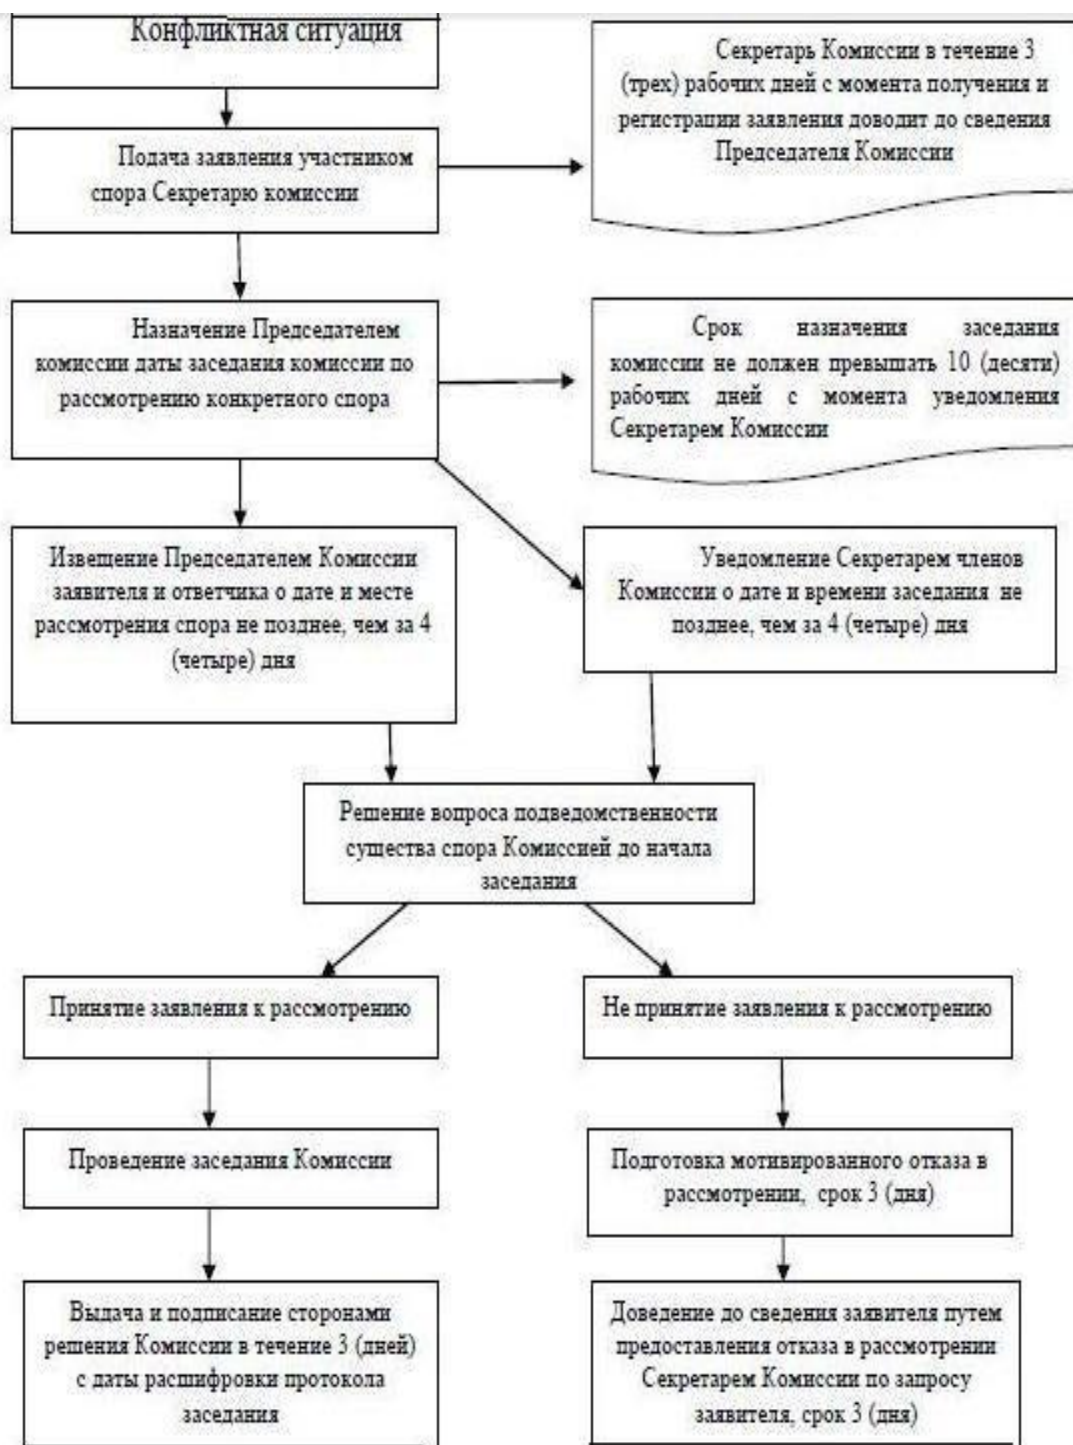 Конфликтная ситуация
Секретарь Комиссии в течение 3
(трех) рабочих дней с момента получения и
регистрации заявления доводит до сведения
Председателя Комиссии
Подача заявления участником
спора Секретарю комиссии
Назначение Председателем
комиссии даты заседания комиссии по
рассмотрению конкретного спора
Срок назначения заседания
комиссии не должен превышать 10 (десяти)
рабочих дней с момента уведомления
Секретарем Комиссии
Извещение Председателем Комиссии
заявителя и ответчика о дате и месте
рассмотрения спора не позднее, чем за 4
(четыре) дня
Уведомление Секретарем членов
Комиссии о дате и времени заседания не
позднее, чем за 4 (четыре) дня
Решение вопроса подведомственности
существа спора Комиссией до начала
заседания
Принятие заявления к рассмотрению
Не принятие заявления к рассмотрению
Проведение заседания Комиссии
Подготовка мотивированного отказа в
рассмотрении, срок 3 (дня)
Выдача и подписание сторонами
решения Комиссии в течение 3 (дней)
с даты расшифровки протокола
заседания
Доведение до сведения заявителя путем
предоставления отказа в рассмотрении
Секретарем Комиссии по запросу
заявителя, срок 3 (дня)